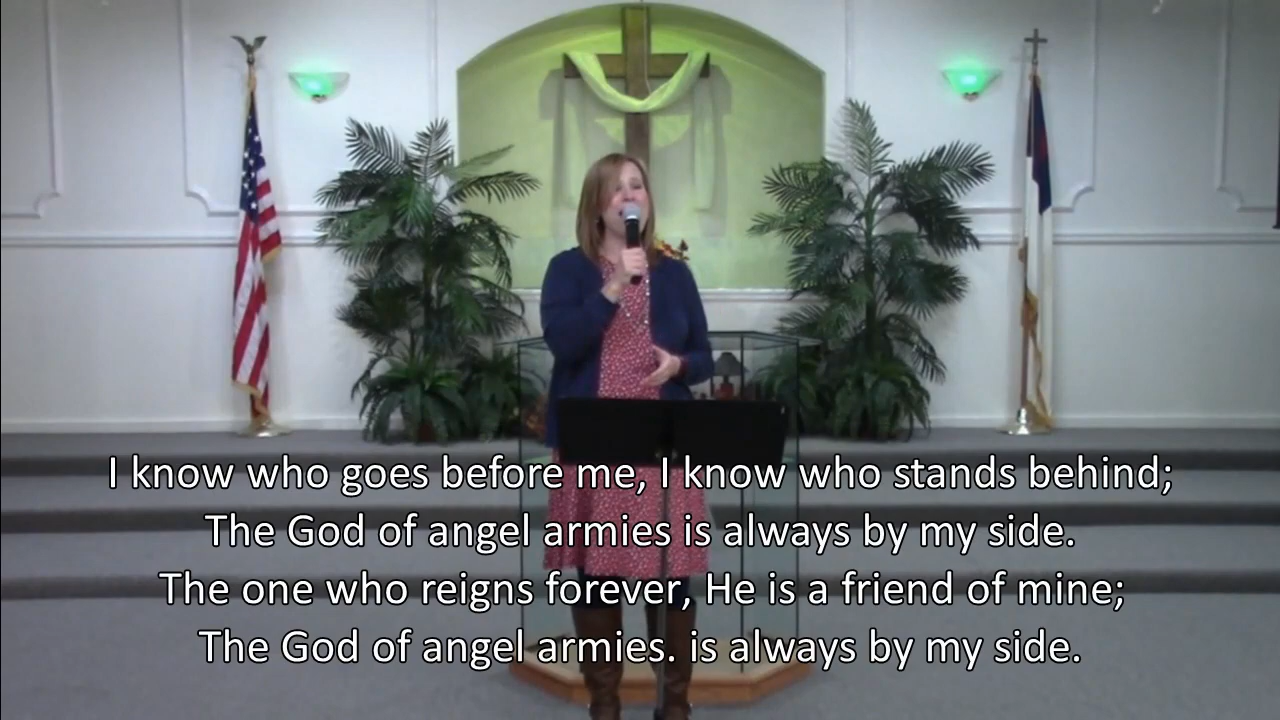 I know who goes before me, I know who stands behind;
The God of angel armies is always by my side.
The one who reigns forever, He is a friend of mine;
The God of angel armies. is always by my side.